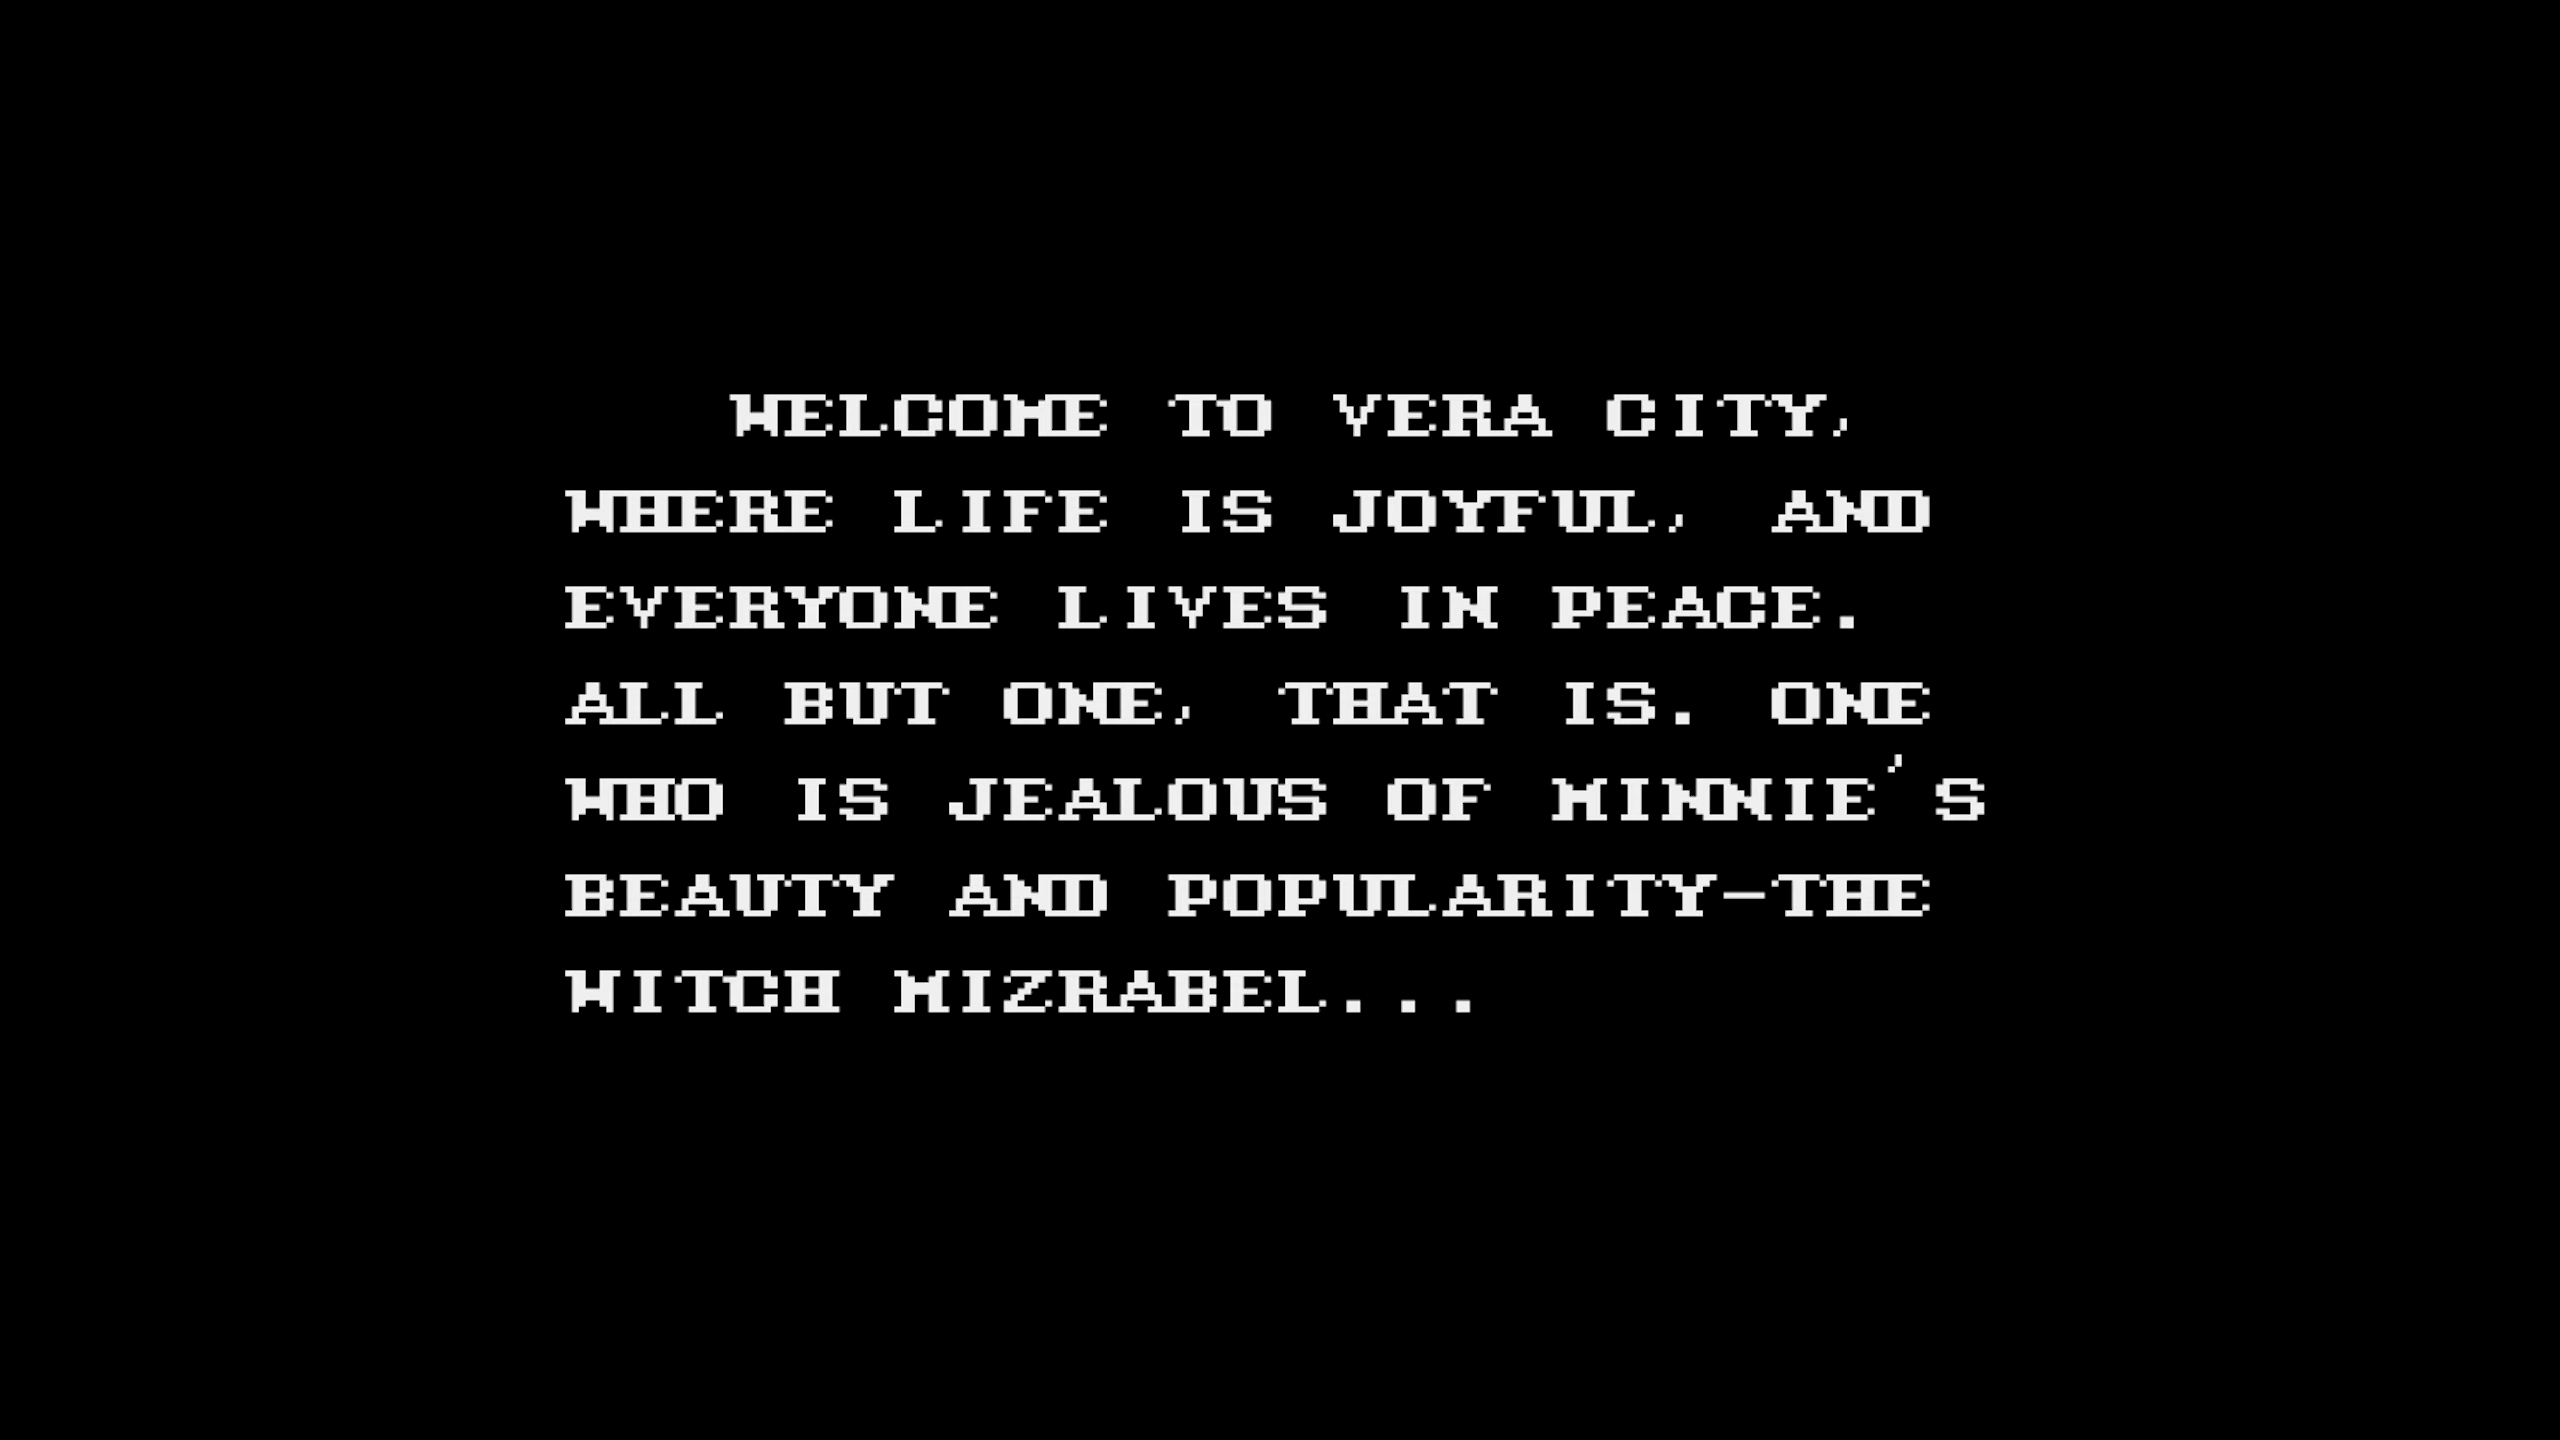 WELCOME TO VERA CITY,
WHERE LIFE IS JOYFUL, AND
EVERYONE LIVES IN PEACE.
ALL BUT ONE, THAT IS. ONE
WHO IS JEALOUS OF MINNIE'S
BEAUTY AND POPULARITY-THE
WITCH MIZRABEL...